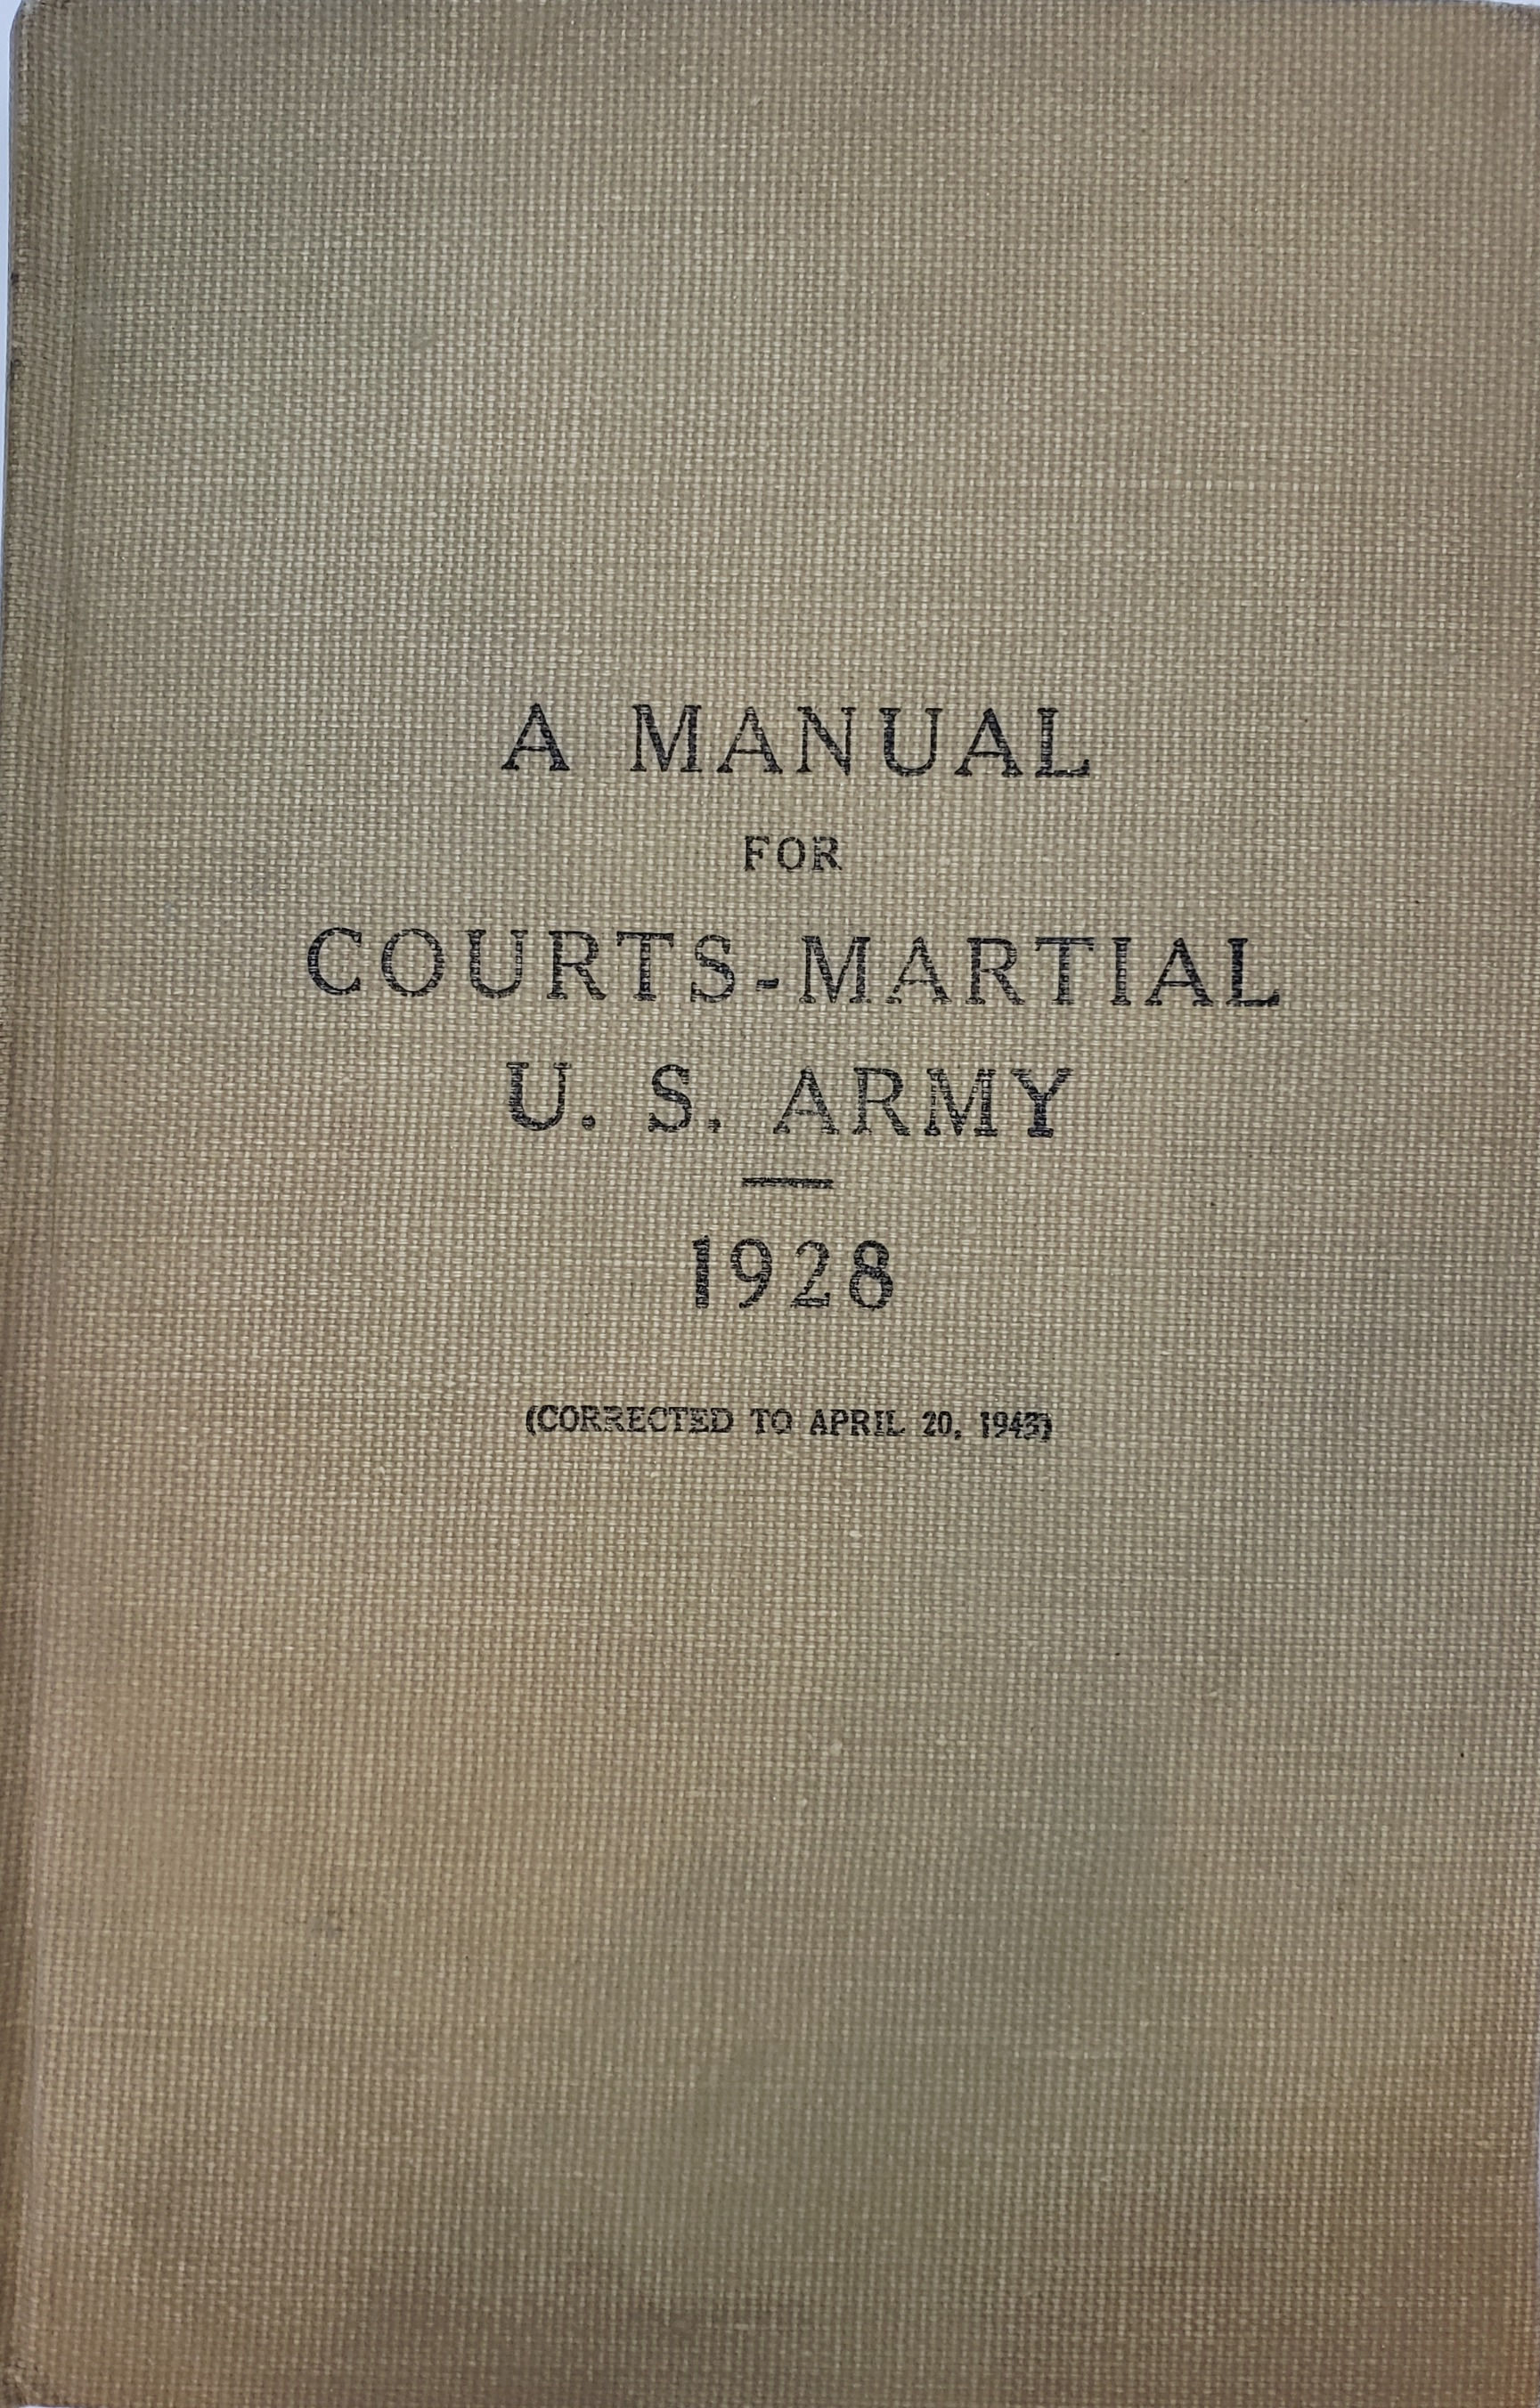 A MANUAL
FOR
COURTS-MARTIAL
U. S. ARMY
1928
(CORRECTED TO APRIL 20, 1943)